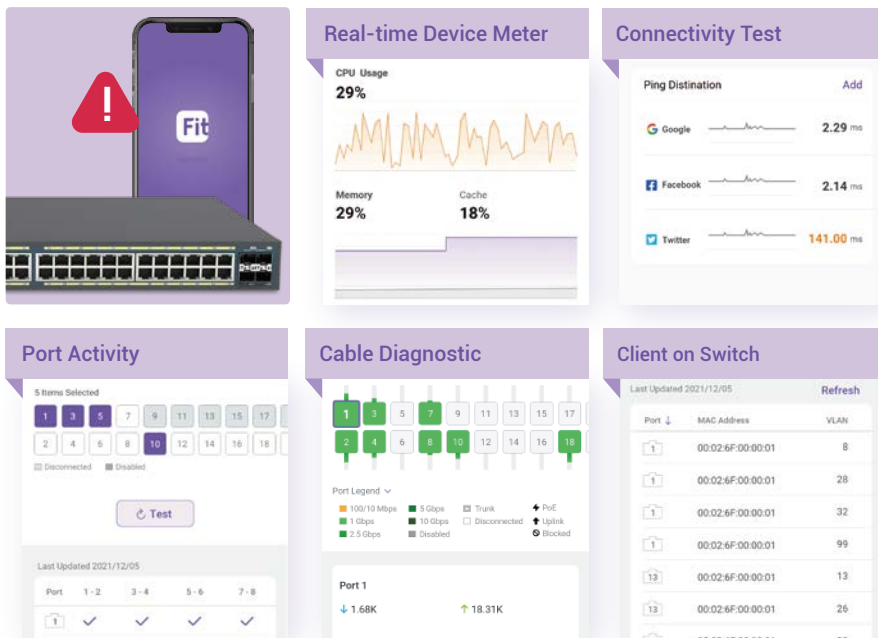 Fit
Real-time Device Meter
CPU Usage
29%
Memory
29%
Cache
18%
Connectivity Test
Ping Distination
Add
Google
2.29 ms
Facebook
2.14 ms
Twitter
141.00 ms
Port Activity
5 Items Selected
1 3 5 7 9 11 13 15 17
2 4 6 8 10 12 14 16 18
Disconnected Disabled
Test
Last Updated 2021/12/05
Port 1-2 3-4 5-6 7-8
1
Cable Diagnostic
1 3 5 7 9 11 13 15 17
2 4 6 8 10 12 14 16 18
Port Legend
100/10 Mbps 5 Gbps Trunk PoE
1 Gbps 10 Gbps Disconnected Uplink
2.5 Gbps Disabled Blocked
Port 1
1.68K 18.31K
Client on Switch
Last Updated 2021/12/05
Refresh
Port MAC Address VLAN
1 00:02:6F:00:00:01 8
1 00:02:6F:00:00:01 28
1 00:02:6F:00:00:01 32
1 00:02:6F:00:00:01 99
13 00:02:6F:00:00:01 13
13 00:02:6F:00:00:01 26